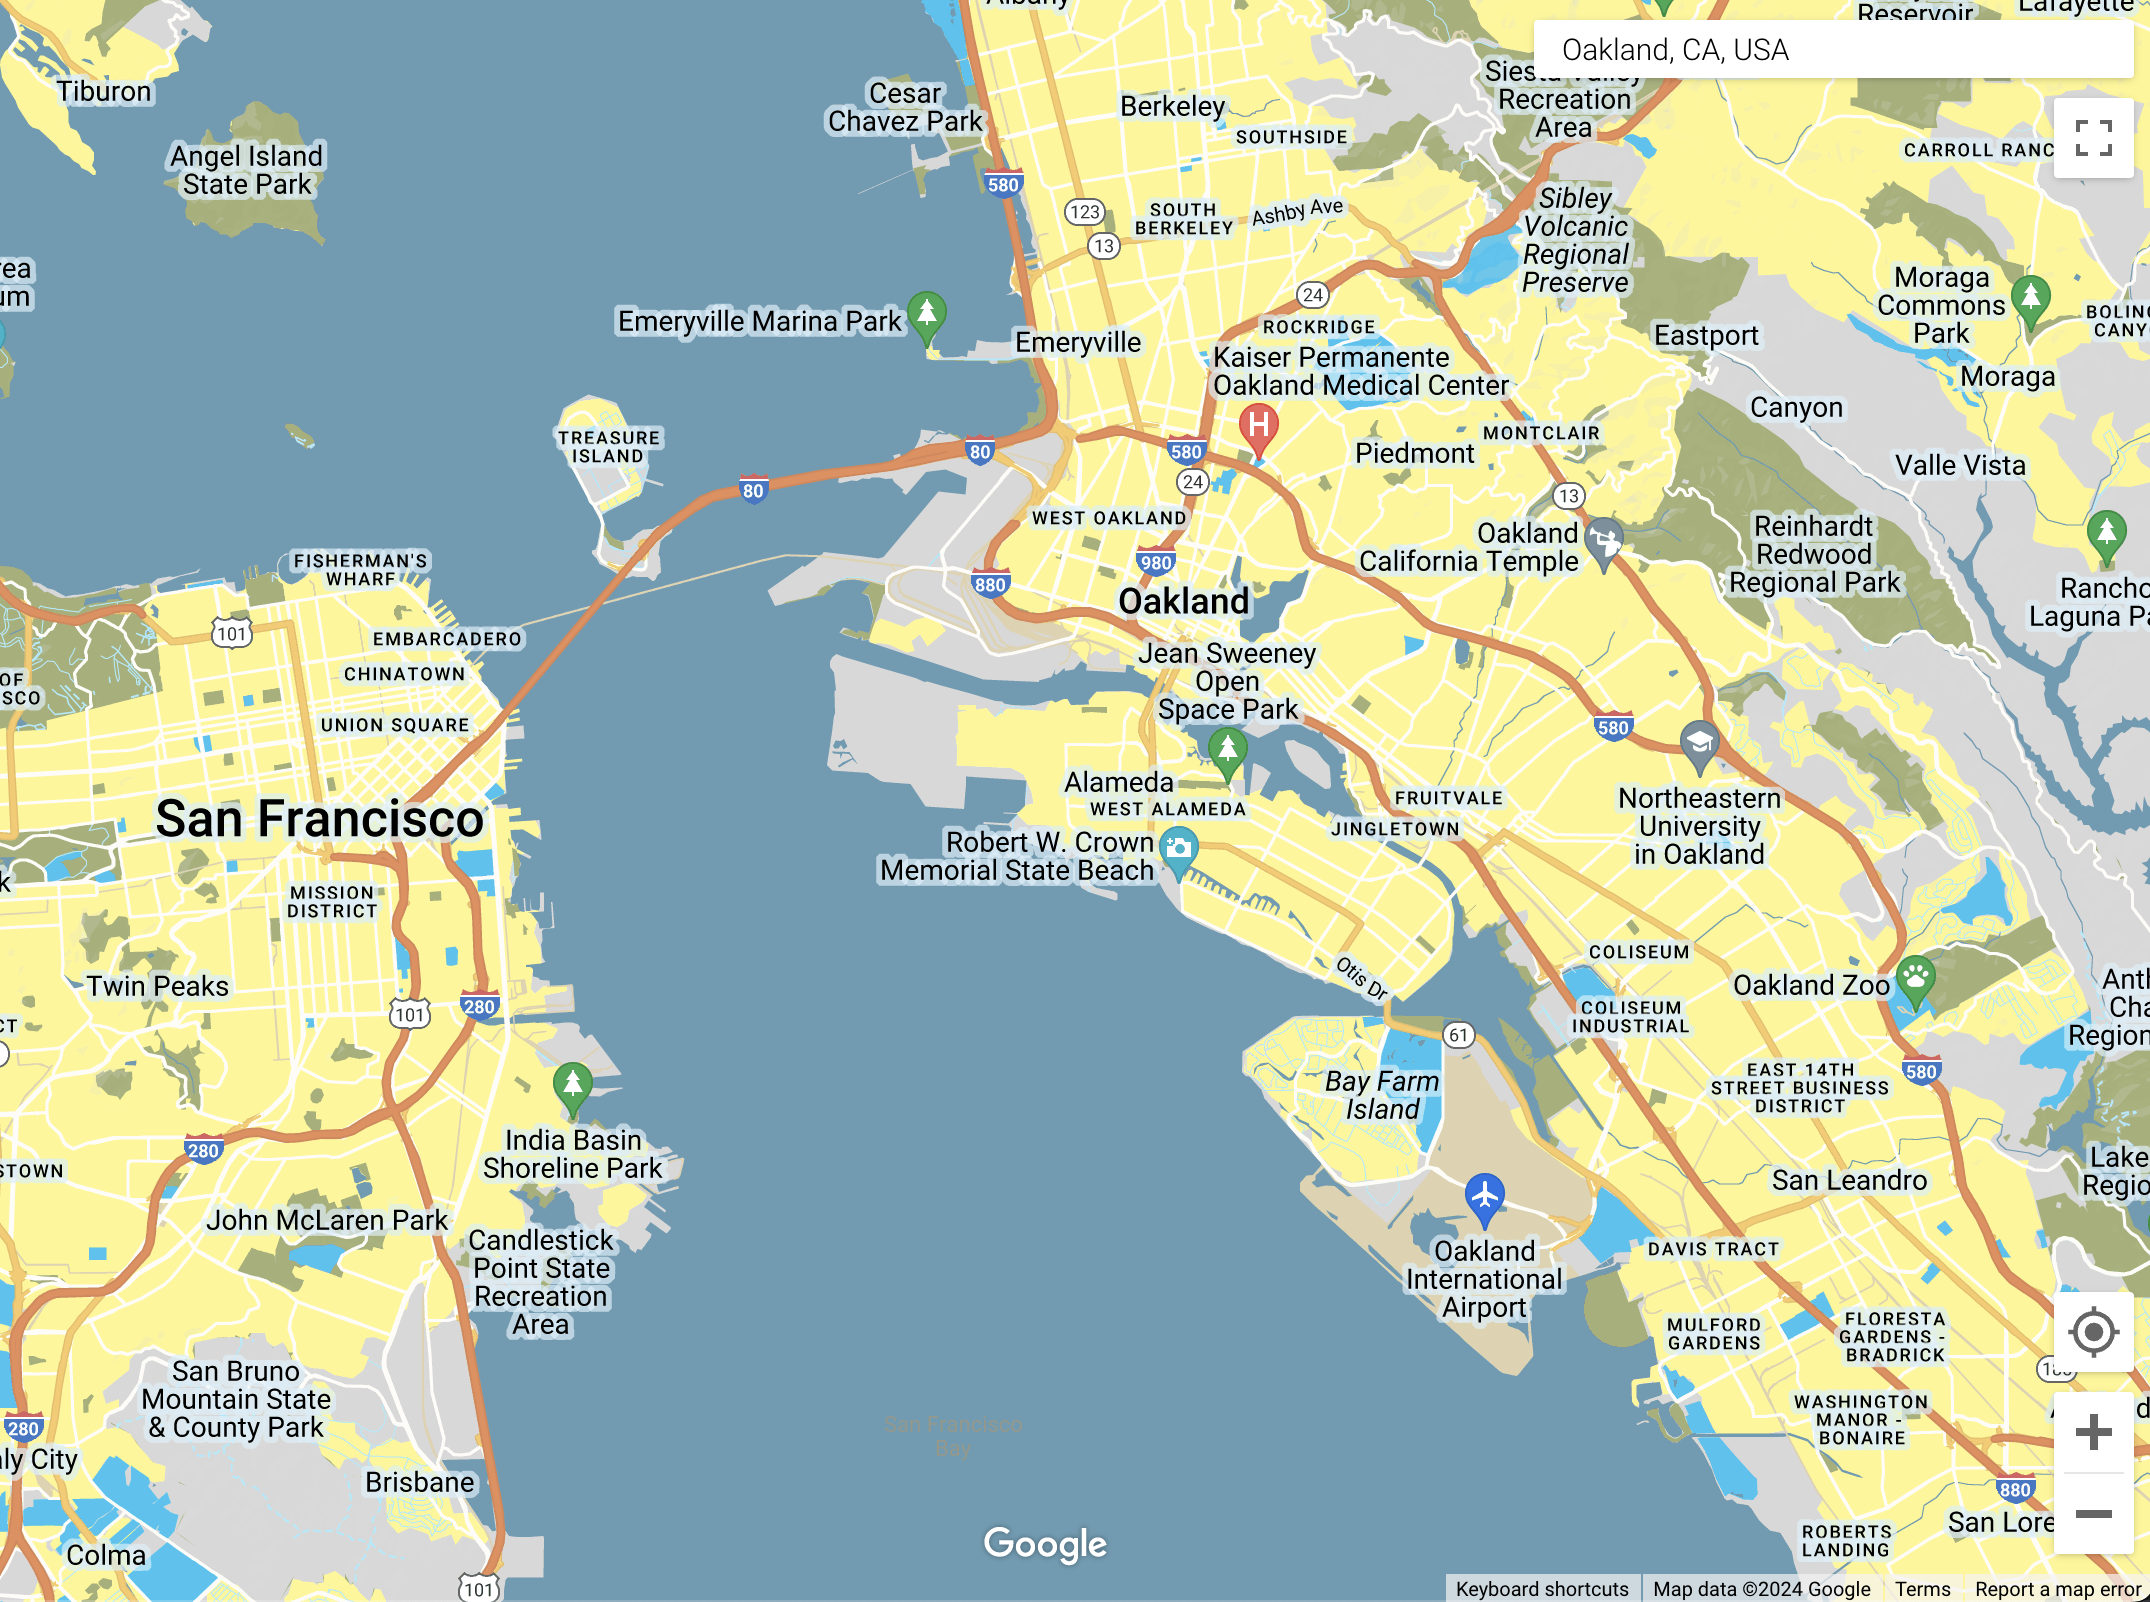 Albany
Reservoir
Lafayette
Oakland, CA, USA
Tiburon
Siesta Valley
Recreation
Area
Cesar
Chavez Park
Berkeley
SOUTHSIDE
CARROLL RANC
Angel Island
State Park
580
123
SOUTH
BERKELEY
Ashby Ave
13
Sibley
Volcanic
Regional
Preserve
rea
um
24
Moraga
Commons
Park
BOLING
CANY
Emeryville Marina Park
Emeryville
ROCKRIDGE
Eastport
Kaiser Permanente
Oakland Medical Center
H
Moraga
Canyon
TREASURE
ISLAND
80
580
Piedmont
MONTCLAIR
Valle Vista
80
24
13
WEST OAKLAND
Oakland
California Temple
Reinhardt
Redwood
Regional Park
FISHERMAN'S
WHARF
980
880
Rancho
Laguna Pa
Oakland
101
EMBARCADERO
CHINATOWN
OF
SCO
Jean Sweeney
Open
Space Park
UNION SQUARE
580
Alameda
WEST ALAMEDA
FRUITVALE
JINGLETOWN
Northeastern
University
in Oakland
San Francisco
Robert W. Crown
Memorial State Beach
k
MISSION
DISTRICT
COLISEUM
Otis Dr
Twin Peaks
Oakland Zoo
Anth
Cha
Region
101
280
COLISEUM
INDUSTRIAL
CT
61
EAST 14TH
STREET BUSINESS
DISTRICT
580
Bay Farm
Island
India Basin
Shoreline Park
280
STOWN
San Leandro
Lake
Regio
John McLaren Park
Candlestick
Point State
Recreation
Area
Oakland
International
Airport
DAVIS TRACT
MULFORD
GARDENS
FLORESTA
GARDENS -
BRADRICK
185
San Bruno
Mountain State
& County Park
WASHINGTON
MANOR -
BONAIRE
A
d
280
San Francisco
Bay
aly City
Brisbane
880
San Lore
Google
Colma
ROBERTS
LANDING
101
Keyboard shortcuts
Map data ©2024 Google
Terms
Report a map error